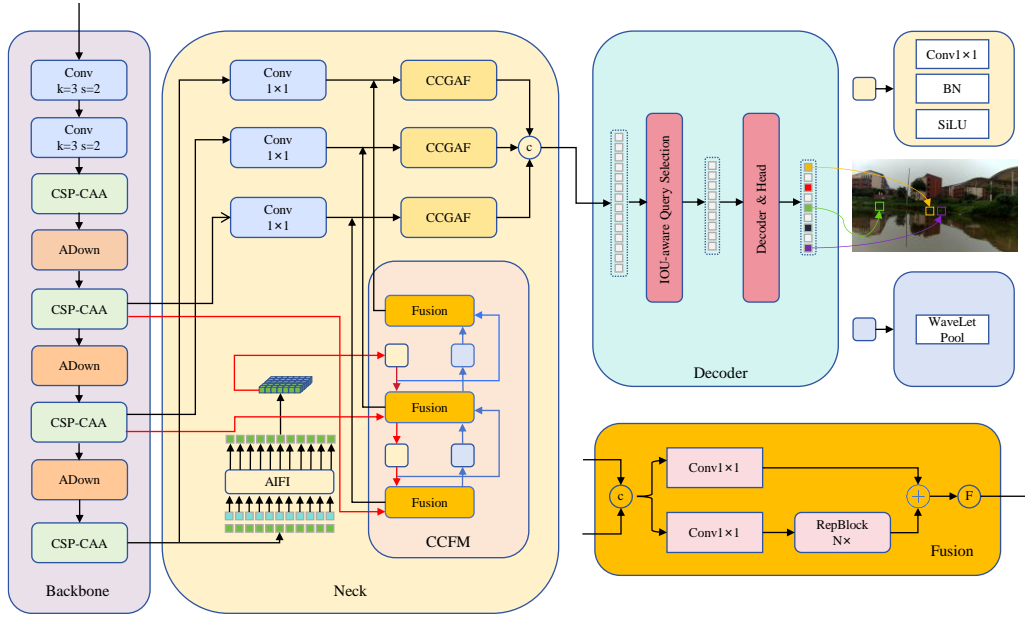 Conv
k=3 s=2
Conv
k=3 s=2
CSP-CAA
ADown
CSP-CAA
ADown
CSP-CAA
ADown
CSP-CAA
Backbone
Conv
1×1
CCGAF
Conv
1×1
CCGAF
c
Conv
1×1
CCGAF
Fusion
Fusion
Fusion
CCFM
AIFI
Neck
IOU-aware Query Selection
Decoder & Head
Decoder
Conv1×1
BN
SiLU
WaveLet
Pool
c
Conv1×1
Conv1×1
RepBlock
N×
F
Fusion